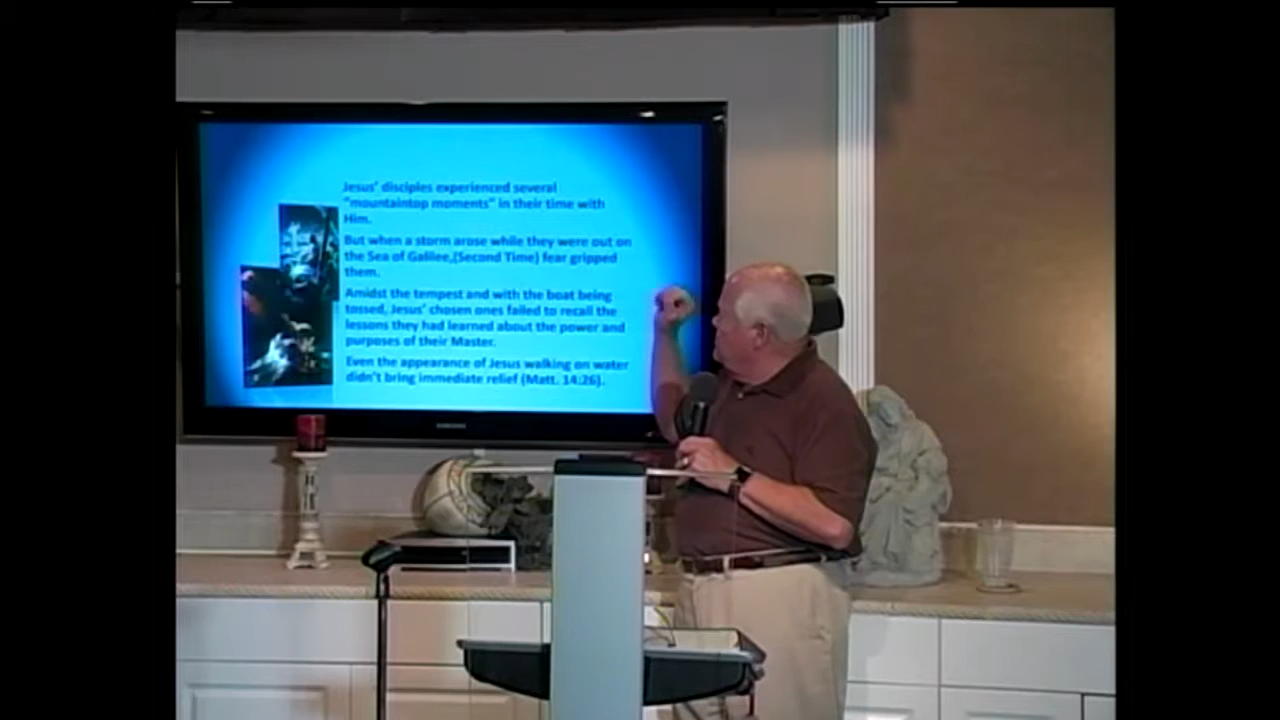 Jesus' disciples experienced several
"mountaintop moments" in their time with
Him.
But when a storm arose while they were out on
the Sea of Galilee,(Second Time) fear gripped
them.
Amidst the tempest and with the boat being
tossed, Jesus' chosen ones failed to recall the
lessons they had learned about the power and
purposes of their Master.
Even the appearance of Jesus walking on water
didn't bring immediate relief (Matt. 14:26).
SAMSUNG